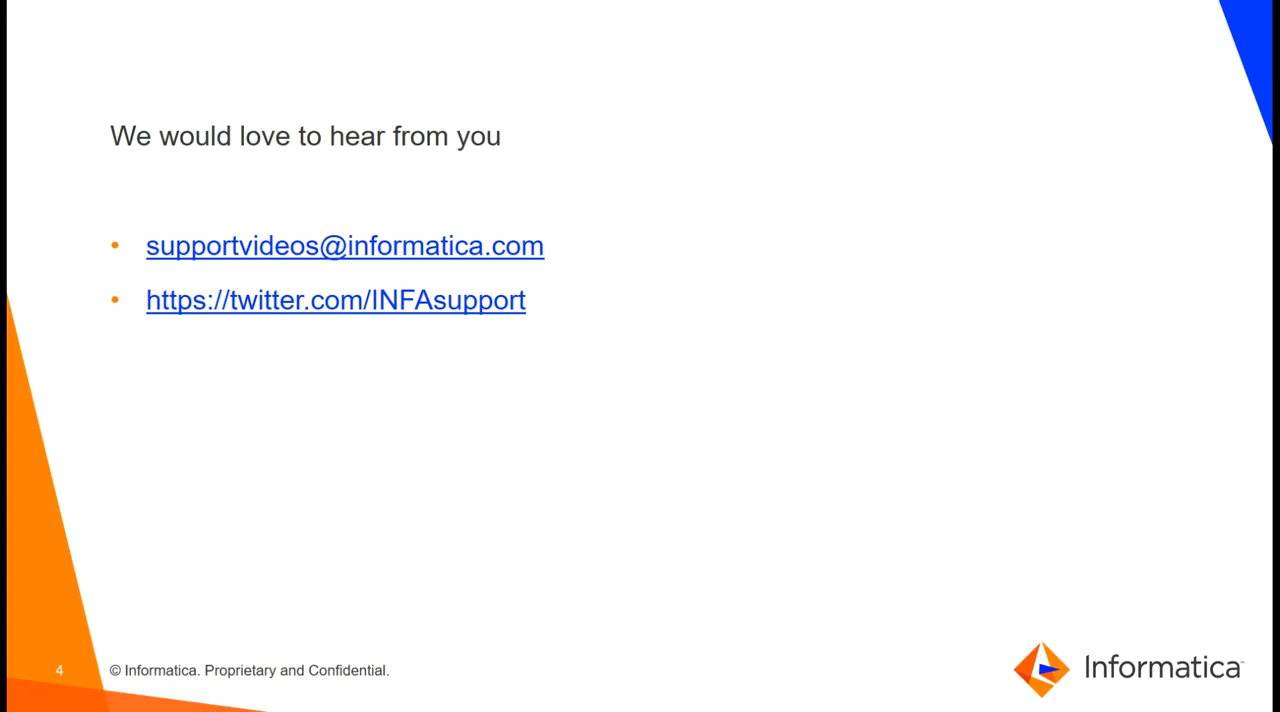 We would love to hear from you
• supportvideos@informatica.com
• https://twitter.com/INFAsupport
4
© Informatica. Proprietary and Confidential.
Informatica™